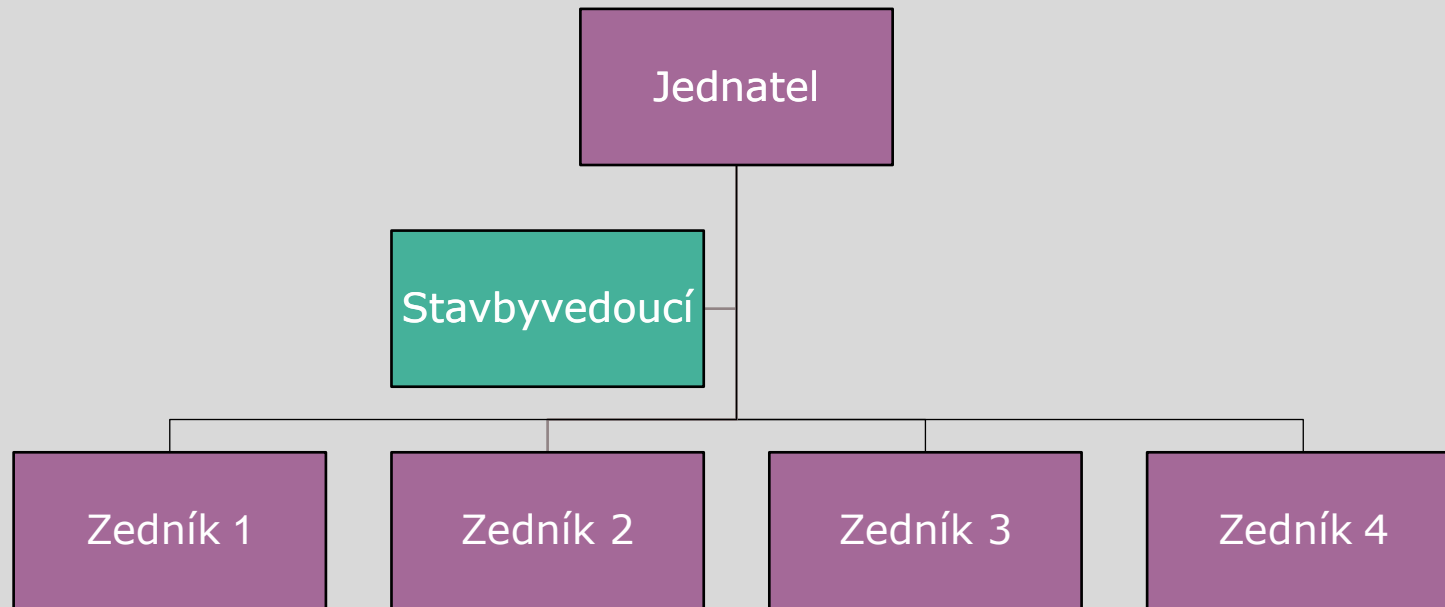 Jednatel
Stavbyvedoucí
Zedník 1
Zedník 2
Zedník 3
Zedník 4